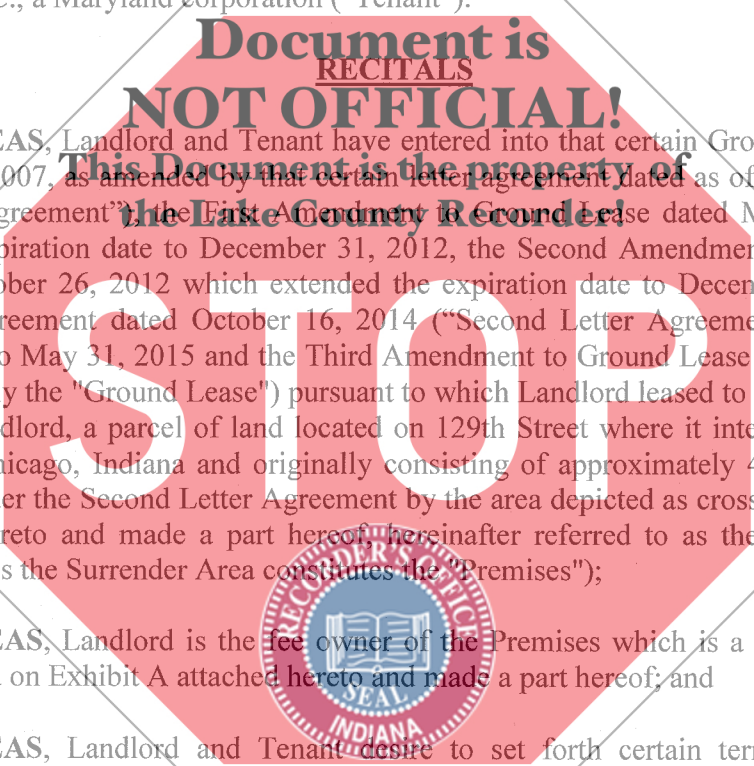 C., a Maryland corporation ("Tenant").
Document is
RECITALS
NOT OFFICIAL!
EAS, Landlord and Tenant have entered into that certain Gro
This Document is the property of
007, as amended by that certain letter agreement dated as of
the Lake County Recorder!
greement"), the First Amendment to Ground Lease dated M
piration date to December 31, 2012, the Second Amendmen
ober 26, 2012 which extended the expiration date to Decem
reement dated October 16, 2014 ("Second Letter Agreeme
o May 31, 2015 and the Third Amendment to Ground Lease
STOP
y the "Ground Lease") pursuant to which Landlord leased to
dlord, a parcel of land located on 129th Street where it inte
hicago, Indiana and originally consisting of approximately 4
er the Second Letter Agreement by the area depicted as cross
reto and made a part hereof, hereinafter referred to as the
s the Surrender Area constitutes the "Premises");
RECORDER'S OFFICE
SEAL
INDIANA
EAS, Landlord is the fee owner of the Premises which is a
on Exhibit A attached hereto and made a part hereof; and
EAS, Landlord and Tenant desire to set forth certain ter